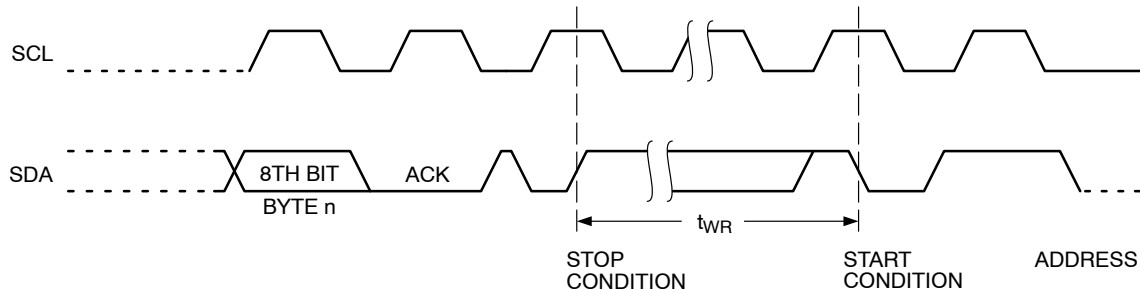 SCL
SDA
8TH BIT
ACK
BYTE n
tWR
STOP
CONDITION
START
CONDITION
ADDRESS